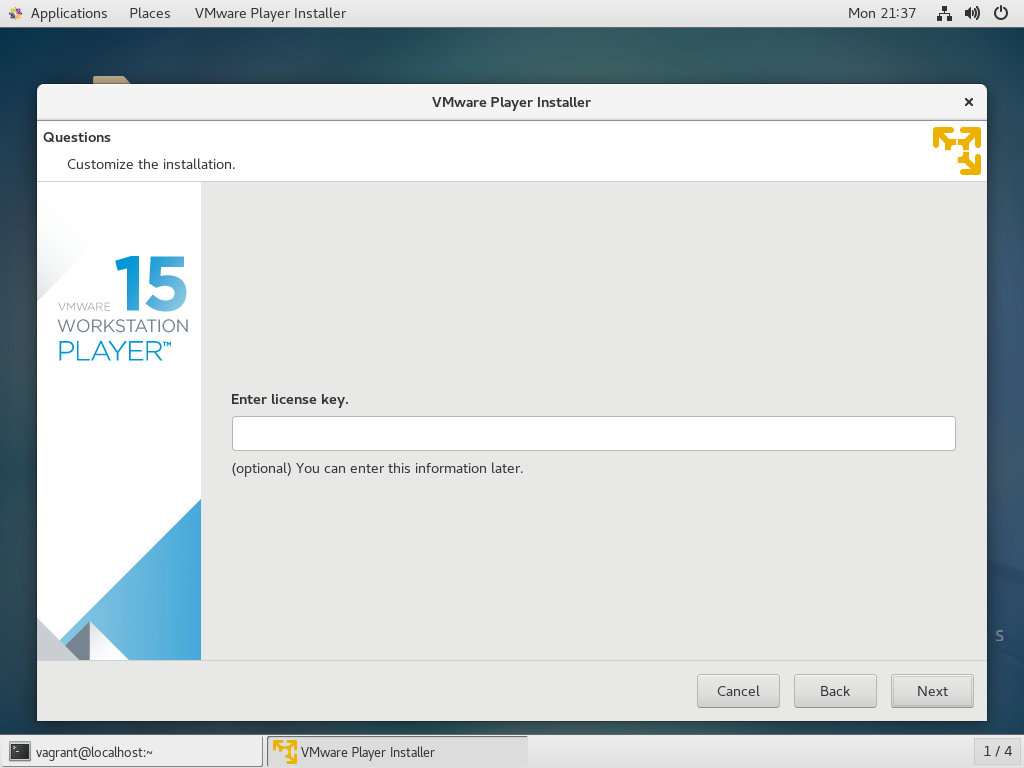 Applications Places VMware Player Installer Mon 21:37
VMware Player Installer
Questions
Customize the installation.
15
VMWARE
WORKSTATION
PLAYER™
Enter license key.
(optional) You can enter this information later.
S
Cancel Back Next
vagrant@localhost:~ VMware Player Installer 1 / 4